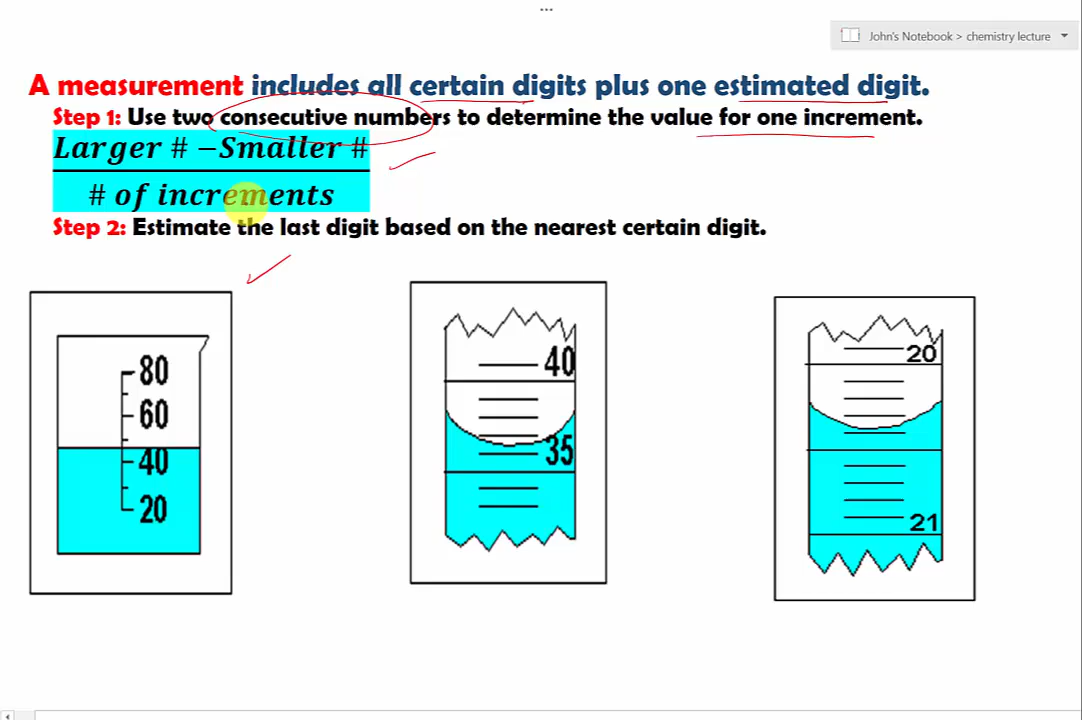 ...
John's Notebook > chemistry lecture
A measurement includes all certain digits plus one estimated digit.
Step 1: Use two consecutive numbers to determine the value for one increment.
Larger # −Smaller #
# of increments
Step 2: Estimate the last digit based on the nearest certain digit.
80
60
40
20
40
35
20
21